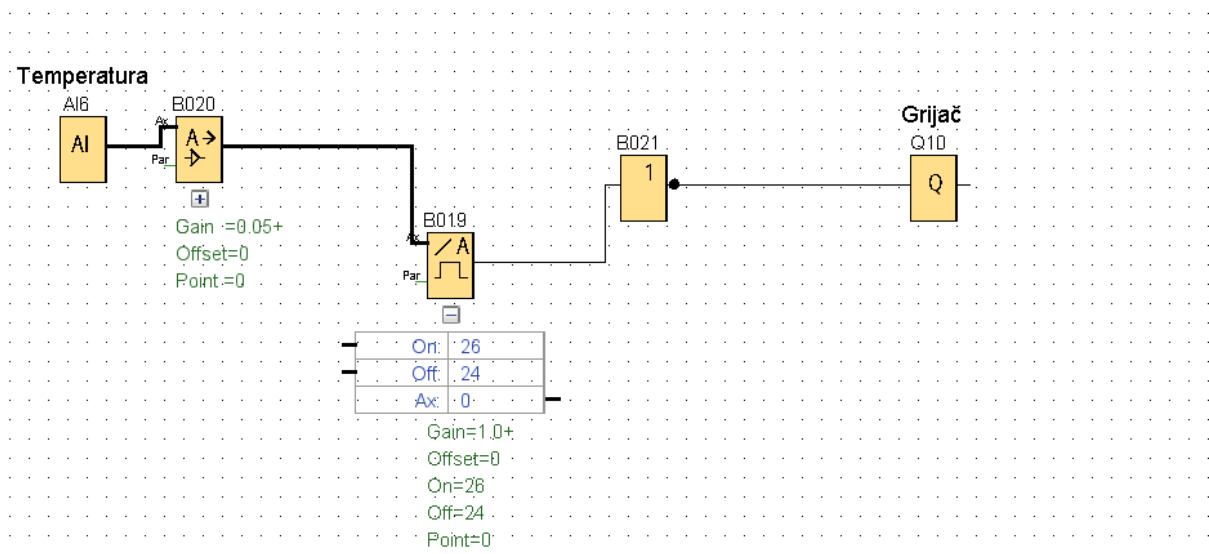 Temperatura
AI6
AI
B020
Ax
Par
A→
Gain =0.05+
Offset=0
Point =0
B019
Ax
Par
A
On: 26
Off: 24
Ax: 0
Gain=1.0+
Offset=0
On=26
Off=24
Point=0
B021
1
Grijač
Q10
Q